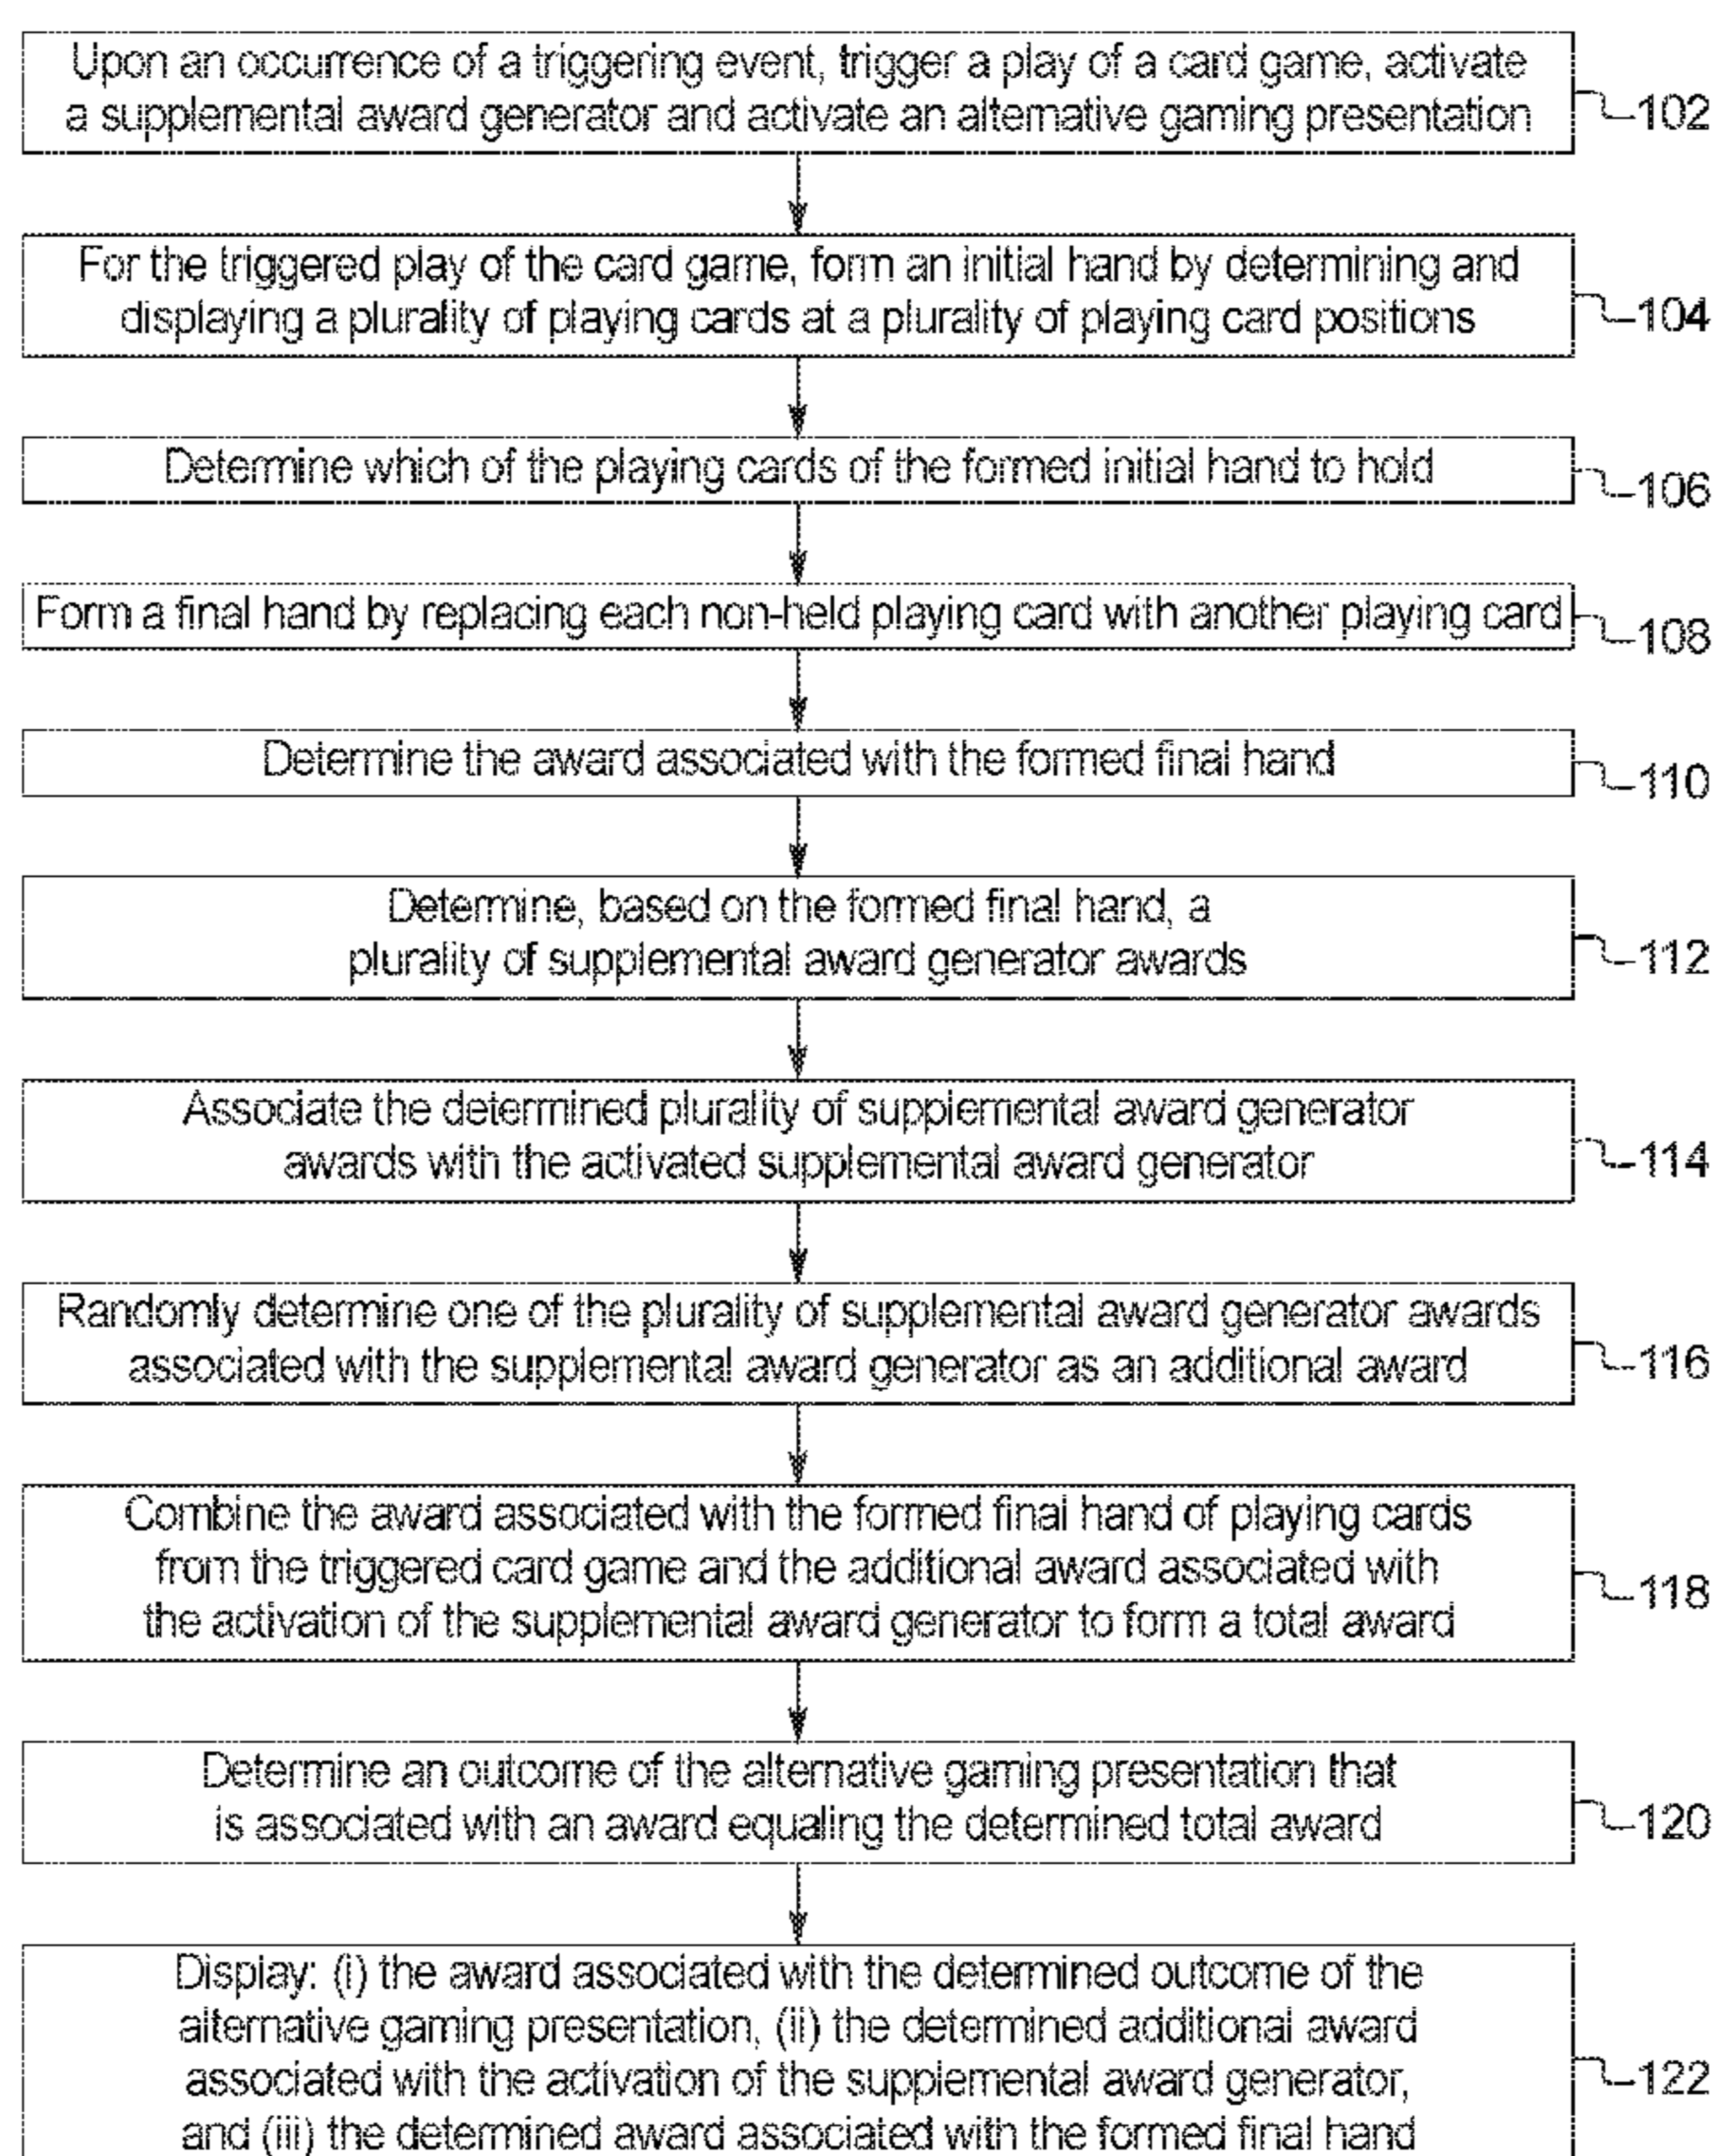 Upon an occurrence of a triggering event, trigger a play of a card game, activate
a supplemental award generator and activate an alternative gaming presentation
102
For the triggered play of the card game, form an initial hand by determining and
displaying a plurality of playing cards at a plurality of playing card positions
104
Determine which of the playing cards of the formed initial hand to hold
106
Form a final hand by replacing each non-held playing card with another playing card
108
Determine the award associated with the formed final hand
110
Determine, based on the formed final hand, a
plurality of supplemental award generator awards
112
Associate the determined plurality of supplemental award generator
awards with the activated supplemental award generator
114
Randomly determine one of the plurality of supplemental award generator awards
associated with the supplemental award generator as an additional award
116
Combine the award associated with the formed final hand of playing cards
from the triggered card game and the additional award associated with
the activation of the supplemental award generator to form a total award
118
Determine an outcome of the alternative gaming presentation that
is associated with an award equaling the determined total award
120
Display: (i) the award associated with the determined outcome of the
alternative gaming presentation, (ii) the determined additional award
associated with the activation of the supplemental award generator,
and (iii) the determined award associated with the formed final hand
122